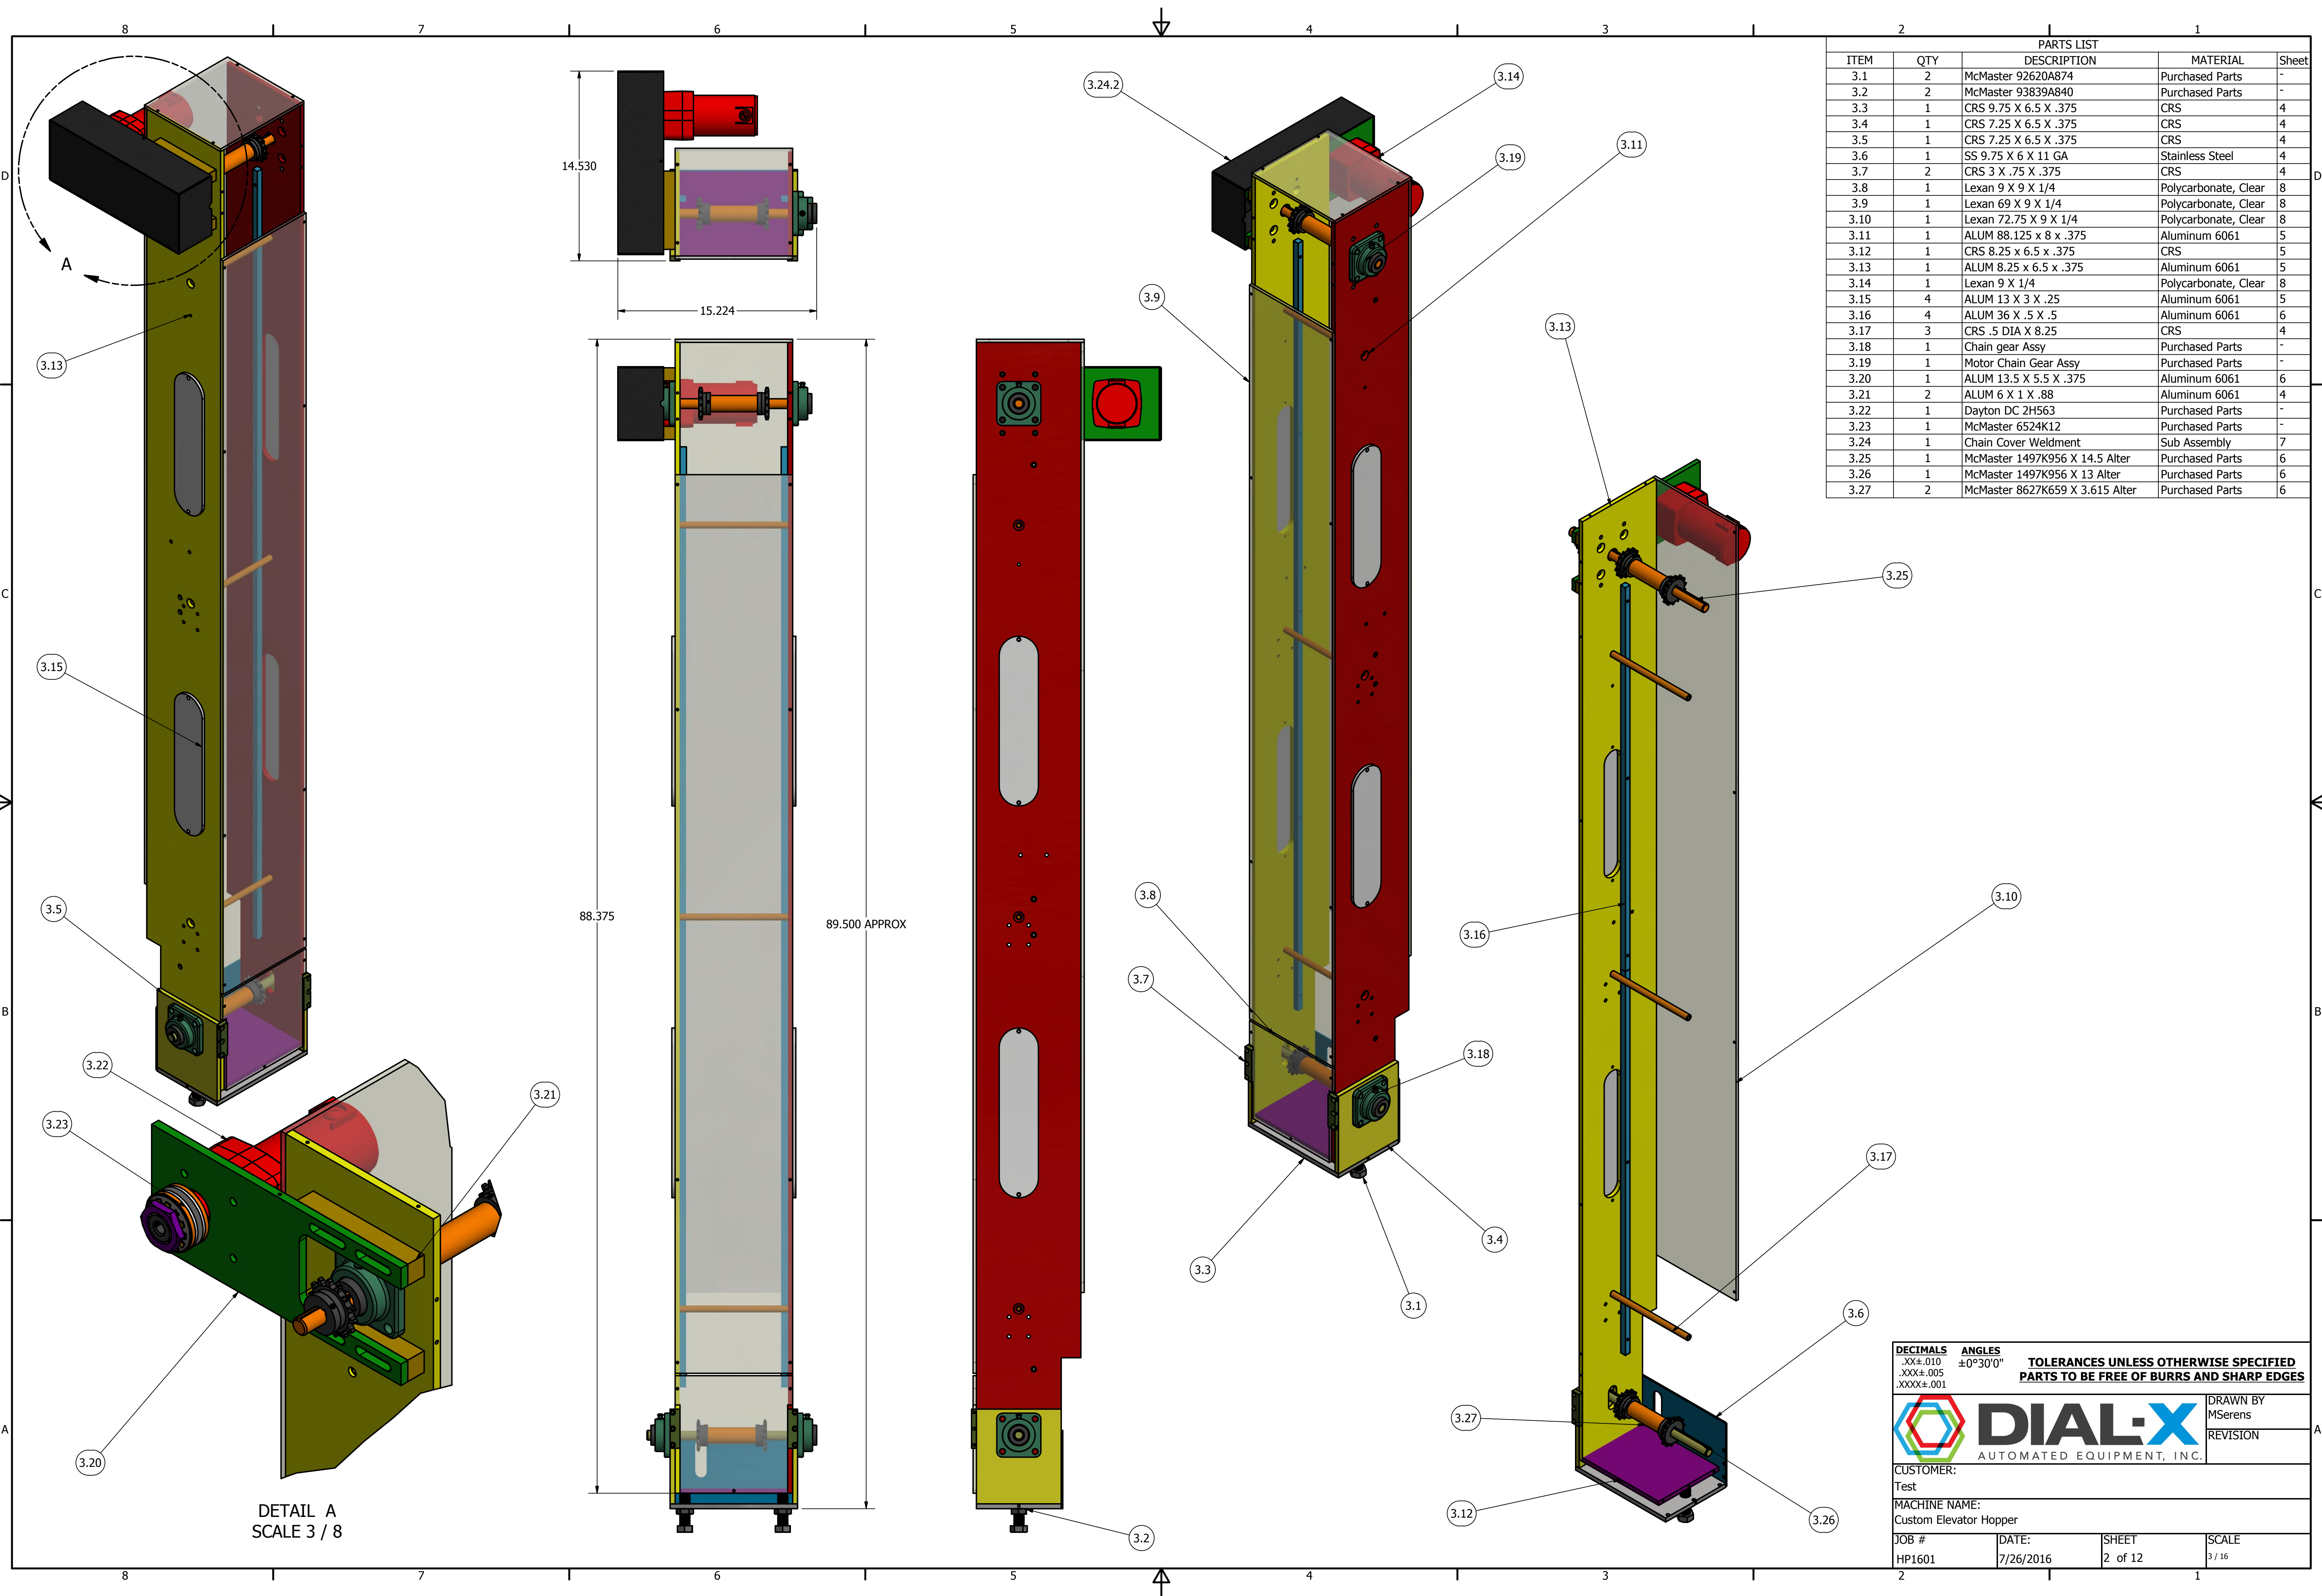 8 7 6 5 4 3 2 1
PARTS LIST
ITEM QTY DESCRIPTION MATERIAL Sheet
3.1 2 McMaster 92620A874 Purchased Parts -
3.2 2 McMaster 93839A840 Purchased Parts -
3.3 1 CRS 9.75 X 6.5 X .375 CRS 4
3.4 1 CRS 7.25 X 6.5 X .375 CRS 4
3.5 1 CRS 7.25 X 6.5 X .375 CRS 4
3.6 1 SS 9.75 X 6 X 11 GA Stainless Steel 4
3.7 2 CRS 3 X .75 X .375 CRS 4
3.8 1 Lexan 9 X 9 X 1/4 Polycarbonate, Clear 8
3.9 1 Lexan 69 X 9 X 1/4 Polycarbonate, Clear 8
3.10 1 Lexan 72.75 X 9 X 1/4 Polycarbonate, Clear 8
3.11 1 ALUM 88.125 x 8 x .375 Aluminum 6061 5
3.12 1 CRS 8.25 x 6.5 x .375 CRS 5
3.13 1 ALUM 8.25 x 6.5 x .375 Aluminum 6061 5
3.14 1 Lexan 9 X 1/4 Polycarbonate, Clear 8
3.15 4 ALUM 13 X 3 X .25 Aluminum 6061 5
3.16 4 ALUM 36 X .5 X .5 Aluminum 6061 6
3.17 3 CRS .5 DIA X 8.25 CRS 4
3.18 1 Chain gear Assy Purchased Parts -
3.19 1 Motor Chain Gear Assy Purchased Parts -
3.20 1 ALUM 13.5 X 5.5 X .375 Aluminum 6061 6
3.21 2 ALUM 6 X 1 X .88 Aluminum 6061 4
3.22 1 Dayton DC 2H563 Purchased Parts -
3.23 1 McMaster 6524K12 Purchased Parts -
3.24 1 Chain Cover Weldment Sub Assembly 7
3.25 1 McMaster 1497K956 X 14.5 Alter Purchased Parts 6
3.26 1 McMaster 1497K956 X 13 Alter Purchased Parts 6
3.27 2 McMaster 8627K659 X 3.615 Alter Purchased Parts 6
D
D
C
C
B
B
A
A
A
3.13
3.15
3.5
14.530
15.224
88.375
89.500 APPROX
3.24.2
3.14
3.19
3.11
3.9
3.13
3.25
3.10
3.16
3.8
3.7
3.18
3.17
3.4
3.3
3.1
3.6
3.27
3.12
3.26
3.2
3.22
3.23
3.21
3.20
DETAIL A
SCALE 3 / 8
DECIMALS ANGLES
.XX±.010 ±0°30'0"
.XXX±.005
.XXXX±.001
TOLERANCES UNLESS OTHERWISE SPECIFIED
PARTS TO BE FREE OF BURRS AND SHARP EDGES
DIAL-X
AUTOMATED EQUIPMENT, INC.
DRAWN BY
MSerens
REVISION
CUSTOMER:
Test
MACHINE NAME:
Custom Elevator Hopper
JOB # DATE: SHEET SCALE
HP1601 7/26/2016 2 of 12 3 / 16
8 7 6 5 4 3 2 1